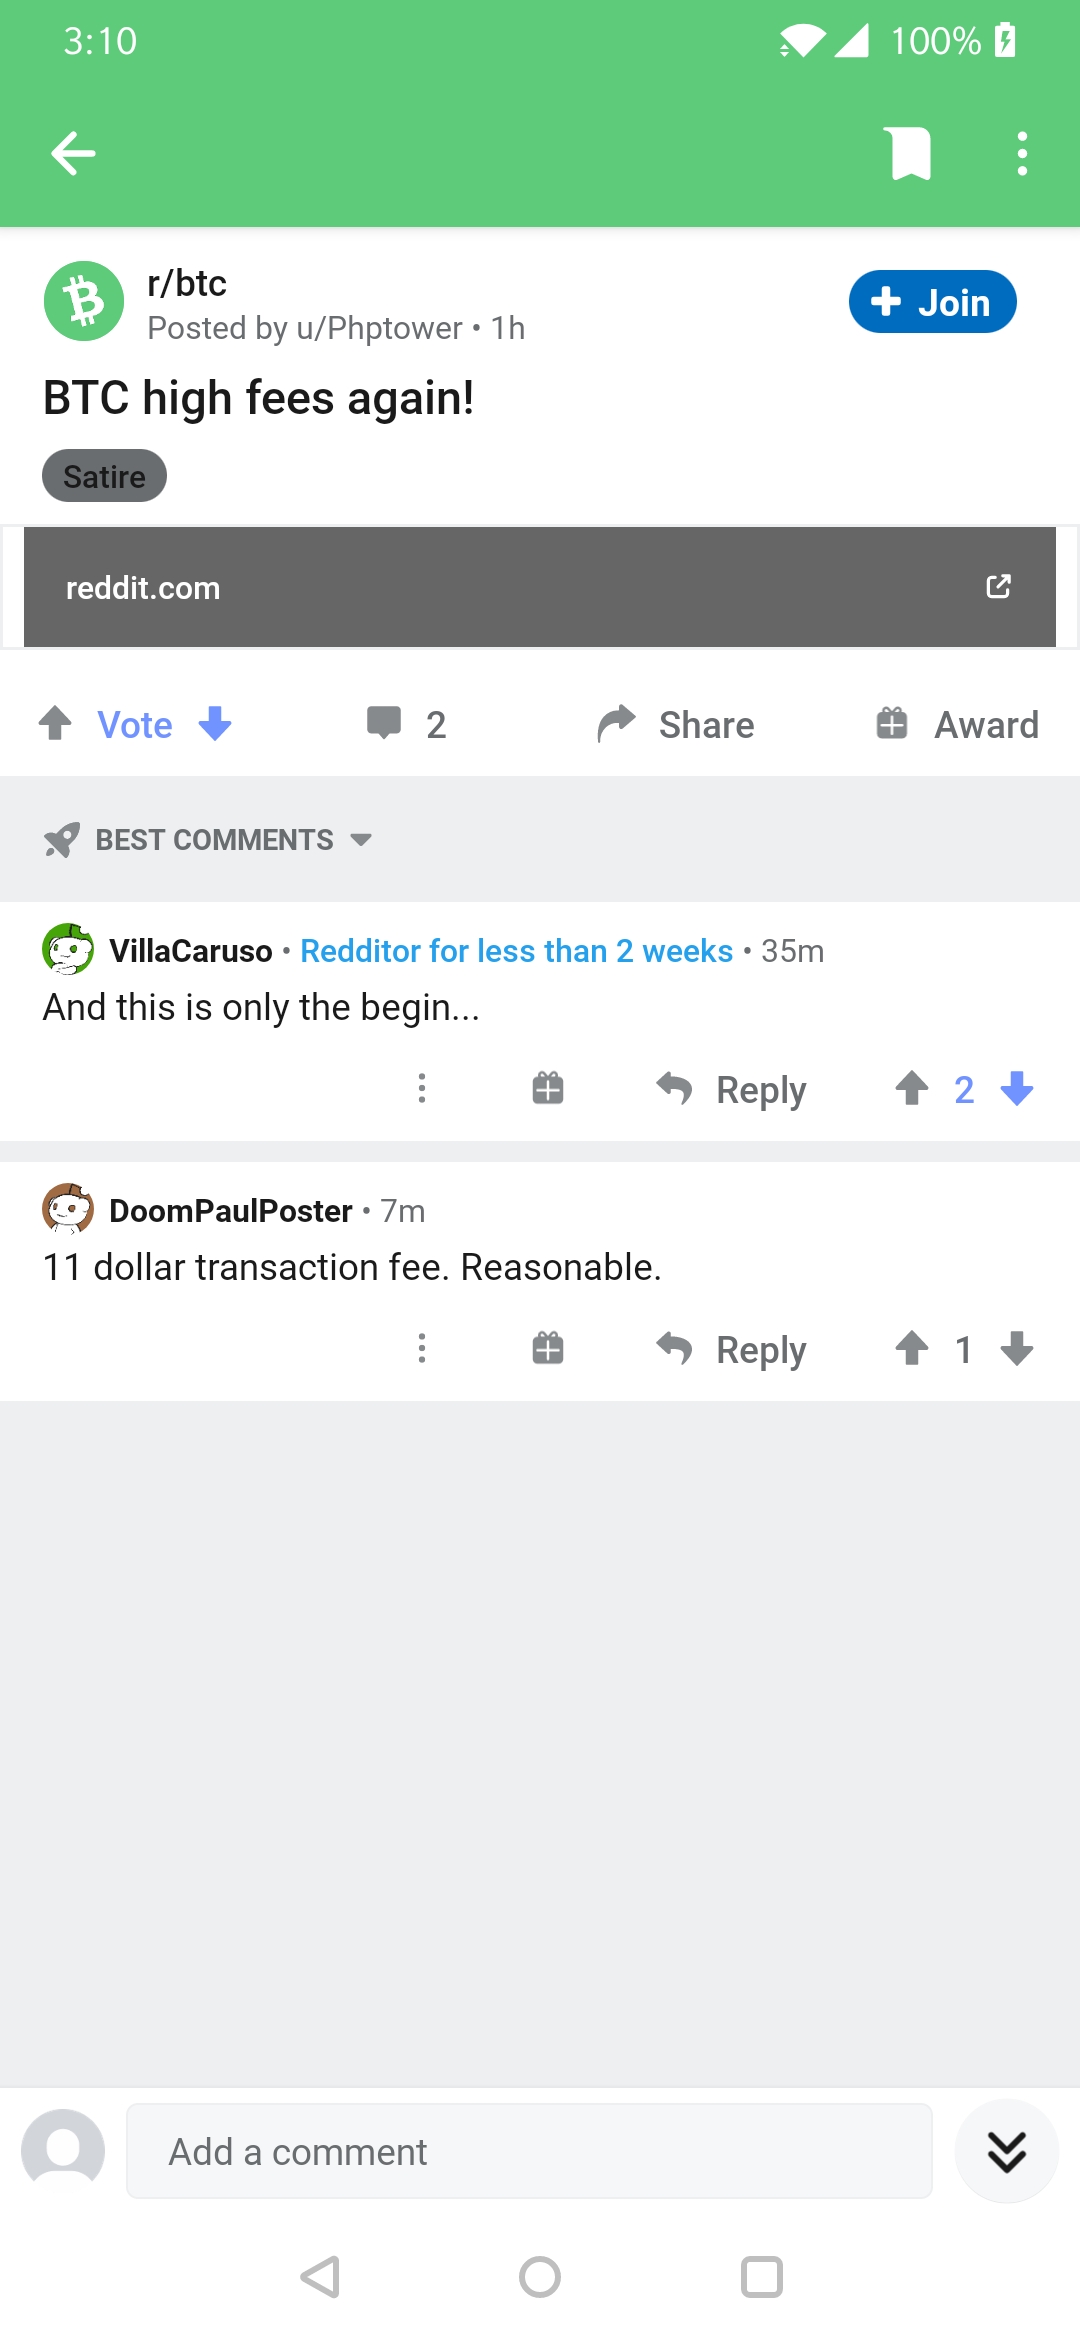 3:10
100%
r/btc
Posted by u/Phptower • 1h
Join
BTC high fees again!
Satire
reddit.com
Vote
2
Share
Award
BEST COMMENTS
VillaCaruso • Redditor for less than 2 weeks • 35m
And this is only the begin...
Reply
2
DoomPaulPoster • 7m
11 dollar transaction fee. Reasonable.
Reply
1
Add a comment